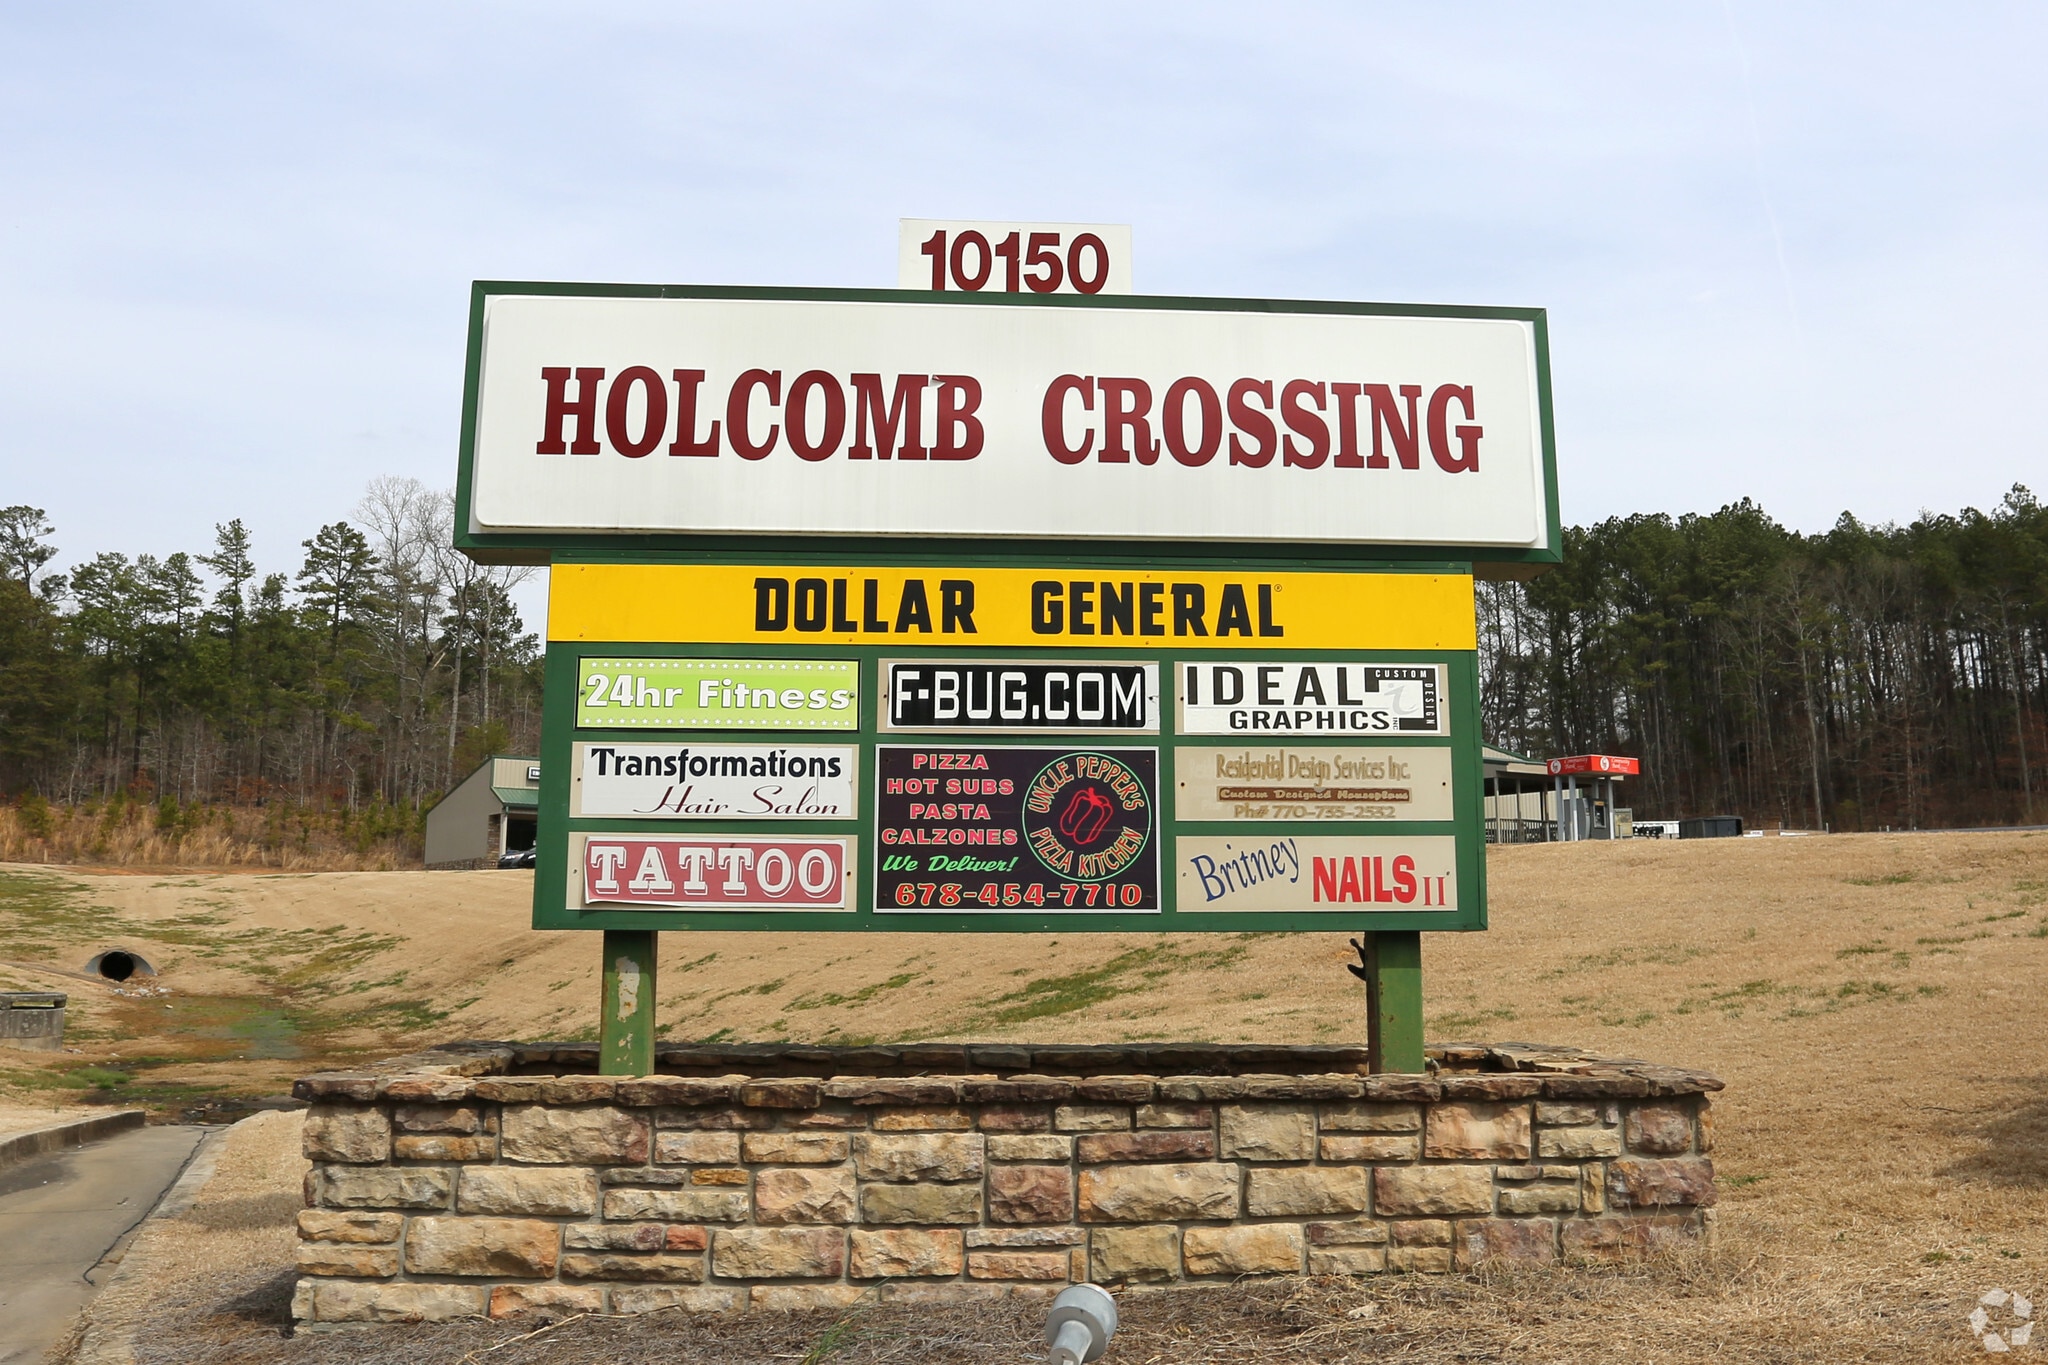 10150
HOLCOMB CROSSING
DOLLAR GENERAL®
24hr Fitness
F-BUG.COM
IDEAL
GRAPHICS INC
CUSTOM
DESIGN
i
Transformations
Hair Salon
PIZZA
HOT SUBS
PASTA
CALZONES
We Deliver!
678-454-7710
UNCLE PEPPER'S
PIZZA KITCHEN
Residential Design Services Inc.
Custom Designed Houseplans
Ph# 770-735-2532
TATTOO
Britney NAILS II